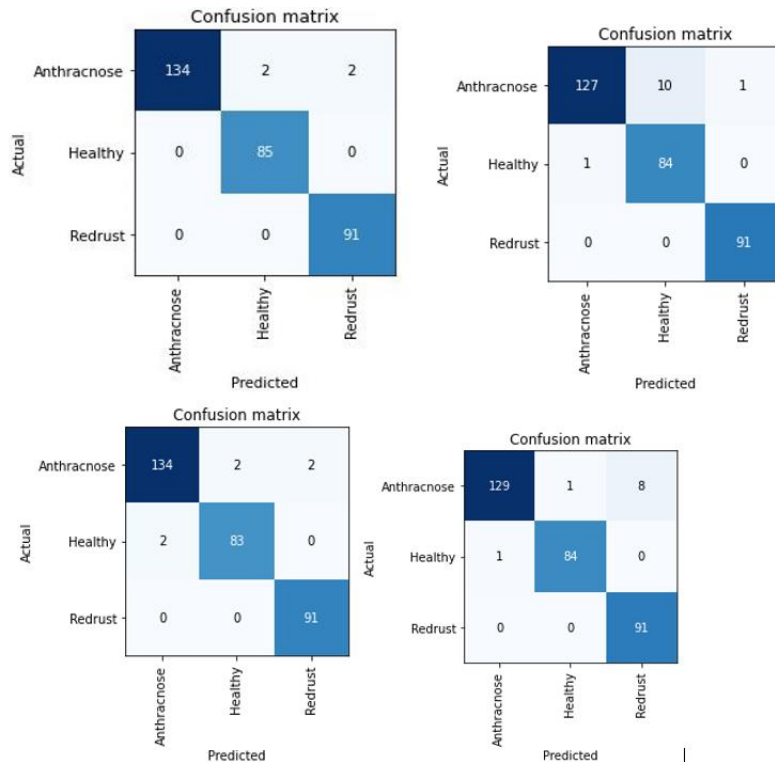 Confusion matrix
Actual
Anthracnose 134 2 2
Healthy 0 85 0
Redrust 0 0 91
Anthracnose Healthy Redrust
Predicted
Confusion matrix
Actual
Anthracnose 127 10 1
Healthy 1 84 0
Redrust 0 0 91
Anthracnose Healthy Redrust
Predicted
Confusion matrix
Actual
Anthracnose 134 2 2
Healthy 2 83 0
Redrust 0 0 91
Anthracnose Healthy Redrust
Predicted
Confusion matrix
Actual
Anthracnose 129 1 8
Healthy 1 84 0
Redrust 0 0 91
Anthracnose Healthy Redrust
Predicted